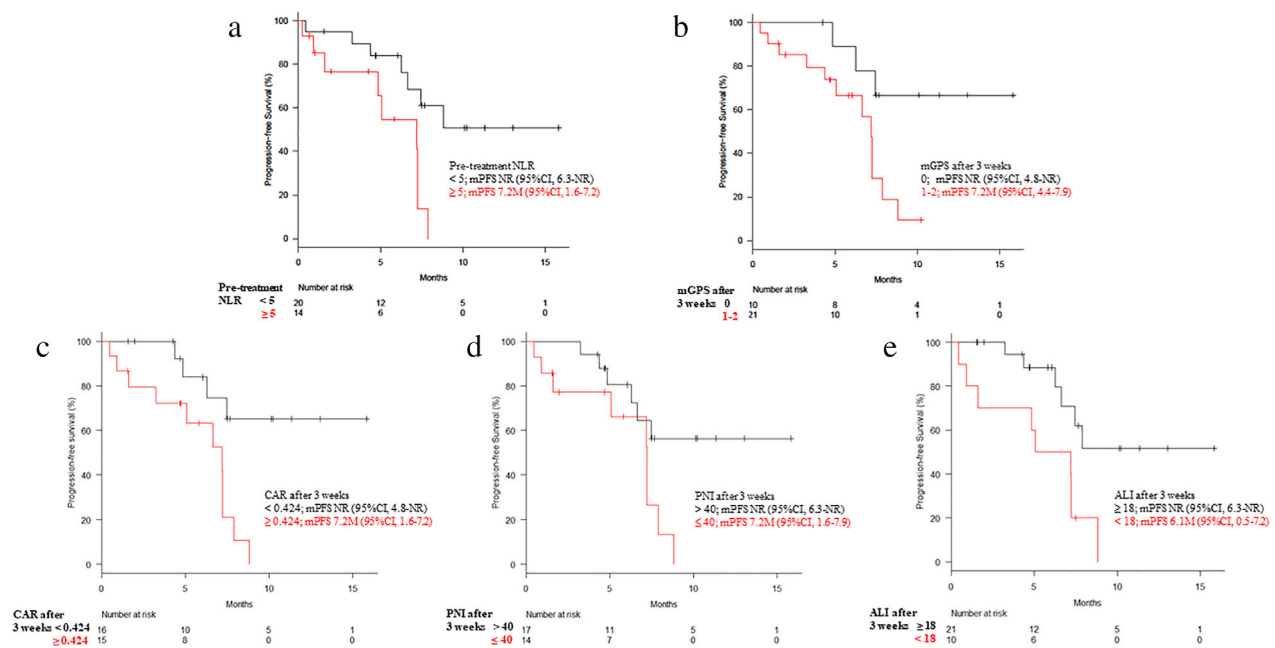 a
Progression-free Survival (%)
100
80
60
40
20
0
0 5 10 15
Months
Pre-treatment NLR
< 5; mPFS NR (95%CI, 6.3-NR)
≥ 5; mPFS 7.2M (95%CI, 1.6-7.2)
Pre-treatment Number at risk
NLR < 5 20 12 5 1
≥ 5 14 6 0 0
b
Progression-free Survival (%)
100
80
60
40
20
0
0 5 10 15
Months
mGPS after 3 weeks
0; mPFS NR (95%CI, 4.8-NR)
1-2; mPFS 7.2M (95%CI, 4.4-7.9)
mGPS after Number at risk
3 weeks 0 10 8 4 1
1-2 21 10 1 0
c
Progression-free Survival (%)
100
80
60
40
20
0
0 5 10 15
Months
CAR after 3 weeks
< 0.424; mPFS NR (95%CI, 4.8-NR)
≥ 0.424; mPFS 7.2M (95%CI, 1.6-7.2)
CAR after Number at risk
3 weeks < 0.424 16 10 5 1
≥ 0.424 15 8 0 0
d
Progression-free Survival (%)
100
80
60
40
20
0
0 5 10 15
Months
PNI after 3 weeks
> 40; mPFS NR (95%CI, 6.3-NR)
≤ 40; mPFS 7.2M (95%CI, 1.6-7.9)
PNI after Number at risk
3 weeks > 40 17 11 5 1
≤ 40 14 7 0 0
e
Progression-free Survival (%)
100
80
60
40
20
0
0 5 10 15
Months
ALI after 3 weeks
≥ 18; mPFS NR (95%CI, 6.3-NR)
< 18; mPFS 6.1M (95%CI, 0.5-7.2)
ALI after Number at risk
3 weeks ≥ 18 21 12 5 1
< 18 10 6 0 0